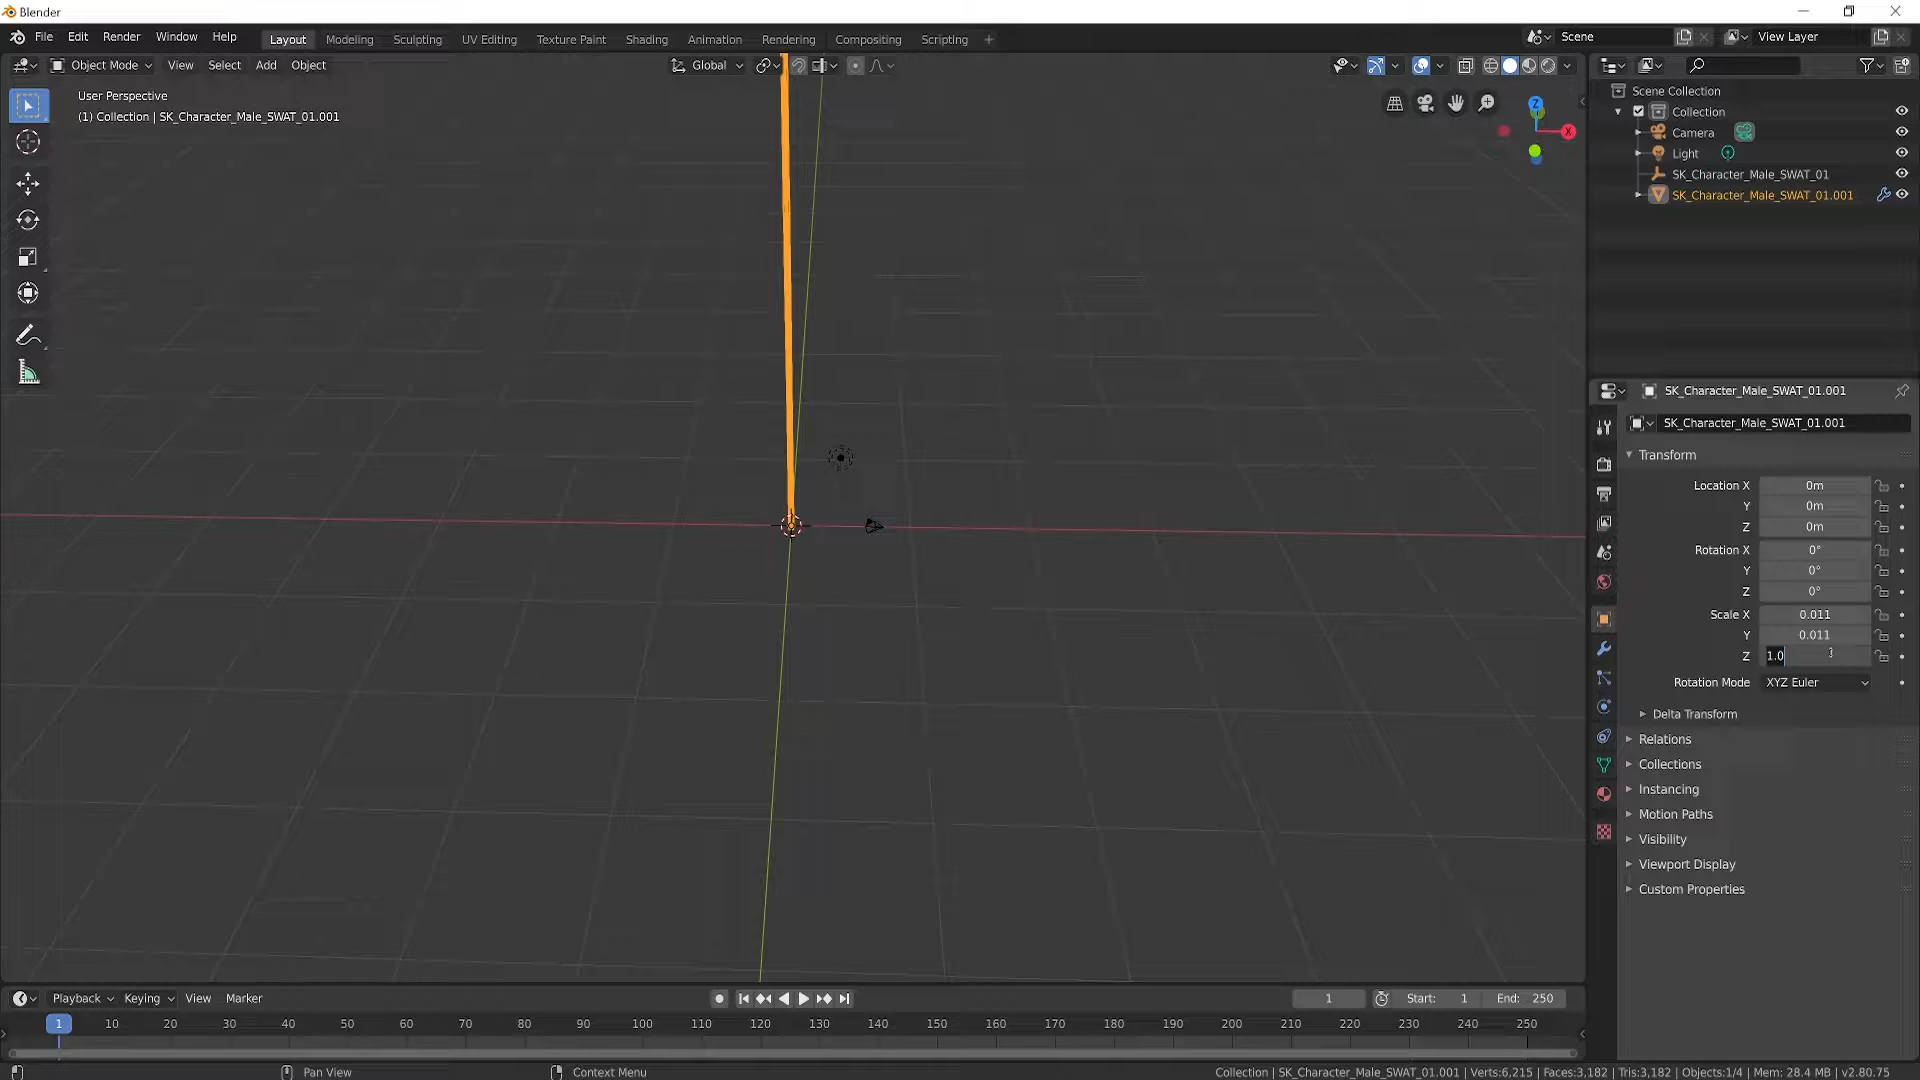 Blender
File Edit Render Window Help
Layout Modeling Sculpting UV Editing Texture Paint Shading Animation Rendering Compositing Scripting +
Scene
View Layer
Object Mode View Select Add Object
Global
User Perspective
(1) Collection | SK_Character_Male_SWAT_01.001
Z
X
Scene Collection
Collection
Camera
Light
SK_Character_Male_SWAT_01
SK_Character_Male_SWAT_01.001
SK_Character_Male_SWAT_01.001
SK_Character_Male_SWAT_01.001
Transform
Location X 0m
Y 0m
Z 0m
Rotation X 0°
Y 0°
Z 0°
Scale X 0.011
Y 0.011
Z 1.0
Rotation Mode XYZ Euler
Delta Transform
Relations
Collections
Instancing
Motion Paths
Visibility
Viewport Display
Custom Properties
Playback Keying View Marker
1
Start: 1
End: 250
1 10 20 30 40 50 60 70 80 90 100 110 120 130 140 150 160 170 180 190 200 210 220 230 240 250
Pan View
Context Menu
Collection | SK_Character_Male_SWAT_01.001 | Verts:6,215 | Faces:3,182 | Tris:3,182 | Objects:1/4 | Mem: 28.4 MB | v2.80.75